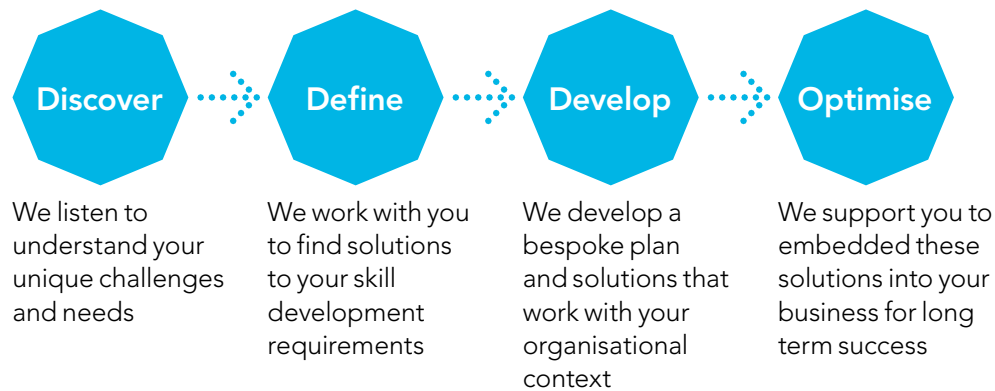 Discover
We listen to
understand your
unique challenges
and needs
Define
We work with you
to find solutions
to your skill
development
requirements
Develop
We develop a
bespoke plan
and solutions that
work with your
organisational
context
Optimise
We support you to
embedded these
solutions into your
business for long
term success